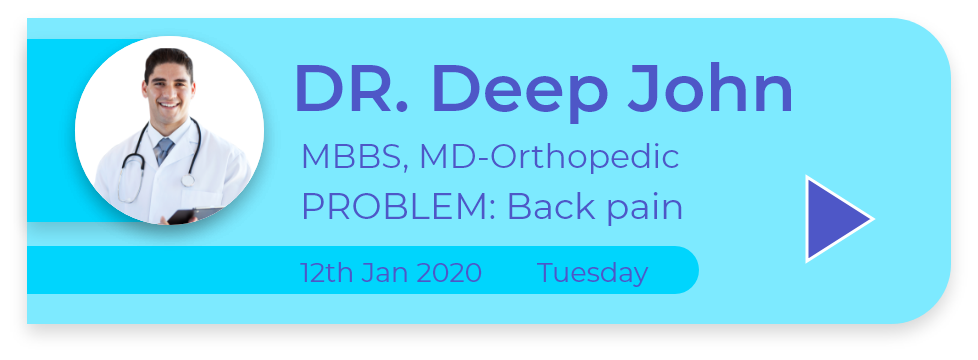 DR. Deep John
MBBS, MD-Orthopedic
PROBLEM: Back pain
12th Jan 2020 Tuesday